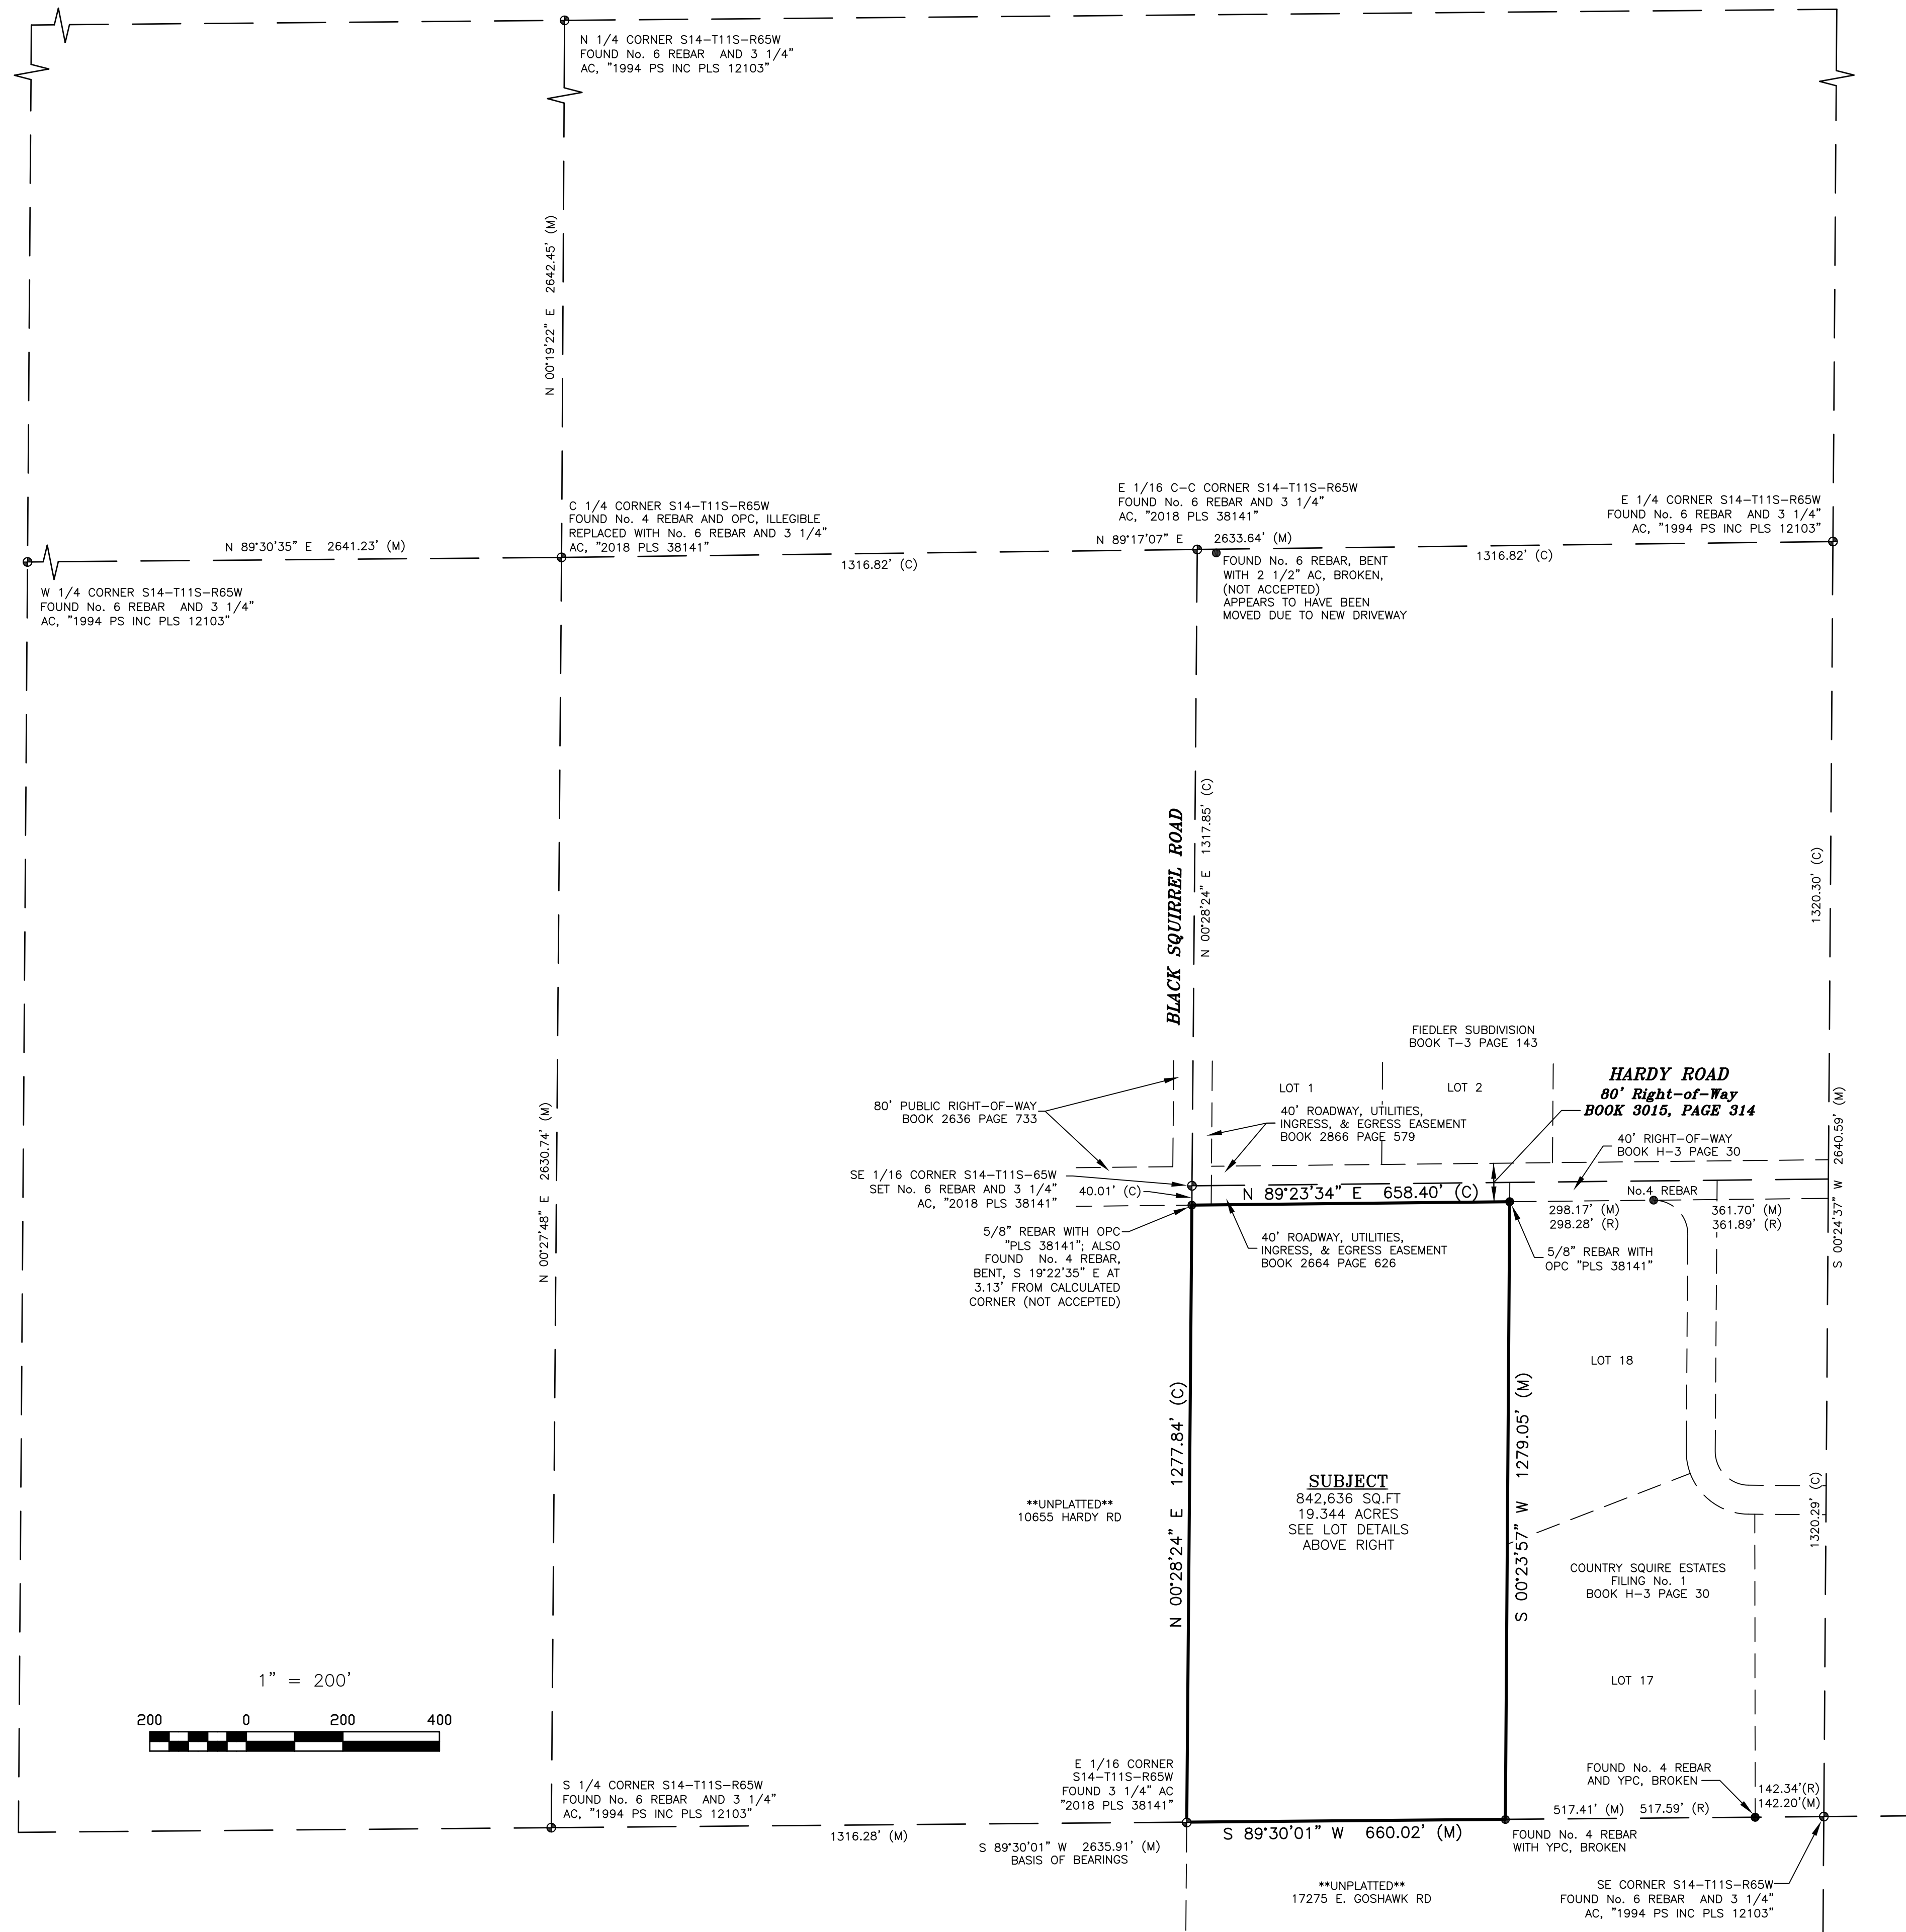 N 1/4 CORNER S14-T11S-R65W
FOUND No. 6 REBAR AND 3 1/4"
AC, "1994 PS INC PLS 12103"
N 00°19'22" E 2642.45' (M)
C 1/4 CORNER S14-T11S-R65W
FOUND No. 4 REBAR AND OPC, ILLEGIBLE
REPLACED WITH No. 6 REBAR AND 3 1/4"
AC, "2018 PLS 38141"
E 1/16 C-C CORNER S14-T11S-R65W
FOUND No. 6 REBAR AND 3 1/4"
AC, "2018 PLS 38141"
E 1/4 CORNER S14-T11S-R65W
FOUND No. 6 REBAR AND 3 1/4"
AC, "1994 PS INC PLS 12103"
N 89°30'35" E 2641.23' (M)
N 89°17'07" E 2633.64' (M)
1316.82' (C)
1316.82' (C)
W 1/4 CORNER S14-T11S-R65W
FOUND No. 6 REBAR AND 3 1/4"
AC, "1994 PS INC PLS 12103"
FOUND No. 6 REBAR, BENT
WITH 2 1/2" AC, BROKEN,
(NOT ACCEPTED)
APPEARS TO HAVE BEEN
MOVED DUE TO NEW DRIVEWAY
BLACK SQUIRREL ROAD
N 00°28'24" E 1317.85' (C)
1320.30' (C)
FIEDLER SUBDIVISION
BOOK T-3 PAGE 143
LOT 1
LOT 2
HARDY ROAD
80' Right-of-Way
BOOK 3015, PAGE 314
80' PUBLIC RIGHT-OF-WAY
BOOK 2636 PAGE 733
40' ROADWAY, UTILITIES,
INGRESS, & EGRESS EASEMENT
BOOK 2866 PAGE 579
40' RIGHT-OF-WAY
BOOK H-3 PAGE 30
N 00°27'48" E 2630.74' (M)
S 00°24'37" W 2640.59' (M)
SE 1/16 CORNER S14-T11S-65W
SET No. 6 REBAR AND 3 1/4"
AC, "2018 PLS 38141"
40.01' (C)
N 89°23'34" E 658.40' (C)
No.4 REBAR
298.17' (M)
298.28' (R)
361.70' (M)
361.89' (R)
5/8" REBAR WITH OPC
"PLS 38141"; ALSO
FOUND No. 4 REBAR,
BENT, S 19°22'35" E AT
3.13' FROM CALCULATED
CORNER (NOT ACCEPTED)
40' ROADWAY, UTILITIES,
INGRESS, & EGRESS EASEMENT
BOOK 2664 PAGE 626
5/8" REBAR WITH
OPC "PLS 38141"
LOT 18
N 00°28'24" E 1277.84' (C)
S 00°23'57" W 1279.05' (M)
SUBJECT
842,636 SQ.FT
19.344 ACRES
SEE LOT DETAILS
ABOVE RIGHT
**UNPLATTED**
10655 HARDY RD
1320.29' (C)
COUNTRY SQUIRE ESTATES
FILING No. 1
BOOK H-3 PAGE 30
LOT 17
1" = 200'
200 0 200 400
S 1/4 CORNER S14-T11S-R65W
FOUND No. 6 REBAR AND 3 1/4"
AC, "1994 PS INC PLS 12103"
E 1/16 CORNER
S14-T11S-R65W
FOUND 3 1/4" AC
"2018 PLS 38141"
FOUND No. 4 REBAR
AND YPC, BROKEN
142.34'(R)
142.20'(M)
517.41' (M) 517.59' (R)
1316.28' (M)
S 89°30'01" W 2635.91' (M)
BASIS OF BEARINGS
S 89°30'01" W 660.02' (M)
FOUND No. 4 REBAR
WITH YPC, BROKEN
**UNPLATTED**
17275 E. GOSHAWK RD
SE CORNER S14-T11S-R65W
FOUND No. 6 REBAR AND 3 1/4"
AC, "1994 PS INC PLS 12103"